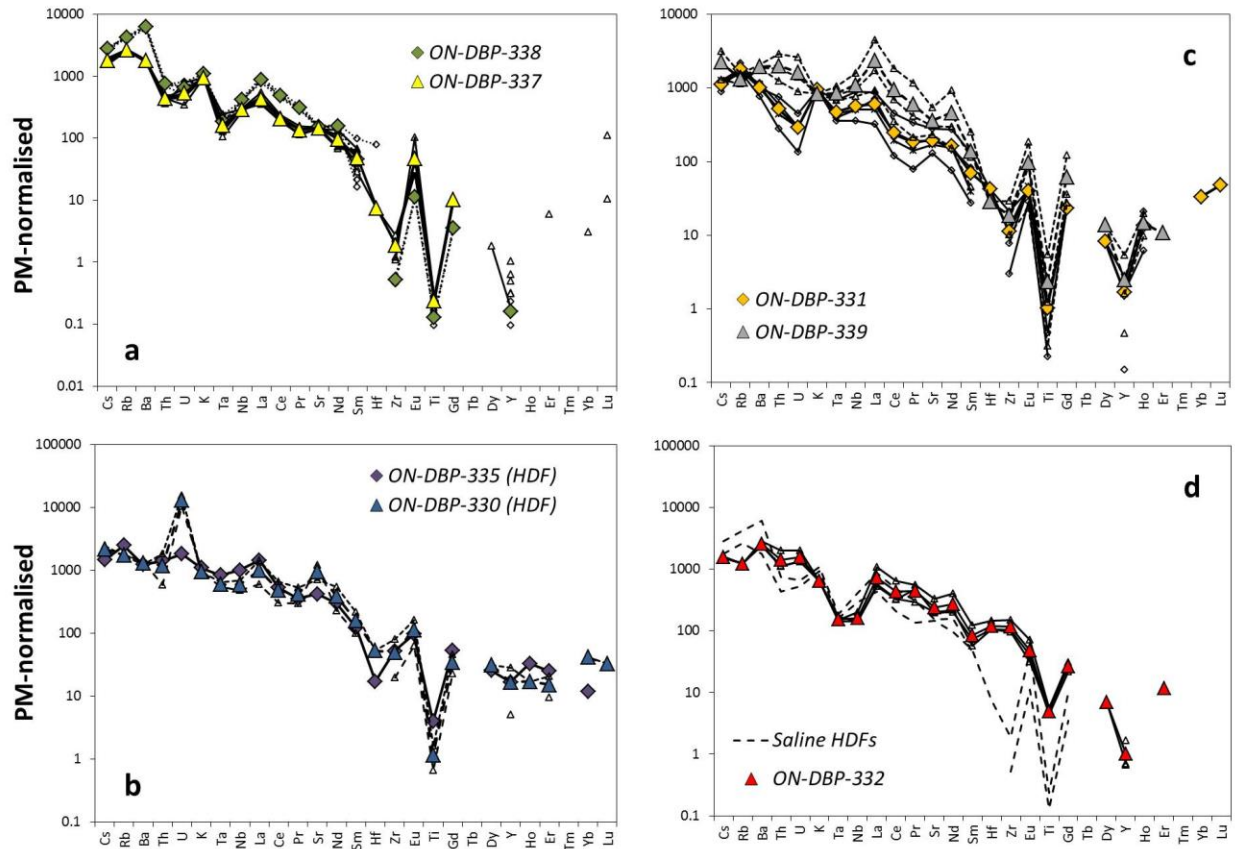 PM-normalised
10000
1000
100
10
1
0.1
0.01
ON-DBP-338
ON-DBP-337
a
Cs Rb Ba Th U K Ta Nb La Ce Pr Sr Nd Sm Hf Zr Eu Ti Gd Tb Dy Y Ho Er Tm Yb Lu
10000
1000
100
10
1
0.1
c
ON-DBP-331
ON-DBP-339
Cs Rb Ba Th U K Ta Nb La Ce Pr Sr Nd Sm Hf Zr Eu Ti Gd Tb Dy Y Ho Er Tm Yb Lu
PM-normalised
100000
10000
1000
100
10
1
0.1
ON-DBP-335 (HDF)
ON-DBP-330 (HDF)
b
Cs Rb Ba Th U K Ta Nb La Ce Pr Sr Nd Sm Hf Zr Eu Ti Gd Tb Dy Y Ho Er Tm Yb Lu
100000
10000
1000
100
10
1
0.1
d
Saline HDFs
ON-DBP-332
Cs Rb Ba Th U K Ta Nb La Ce Pr Sr Nd Sm Hf Zr Eu Ti Gd Tb Dy Y Ho Er Tm Yb Lu